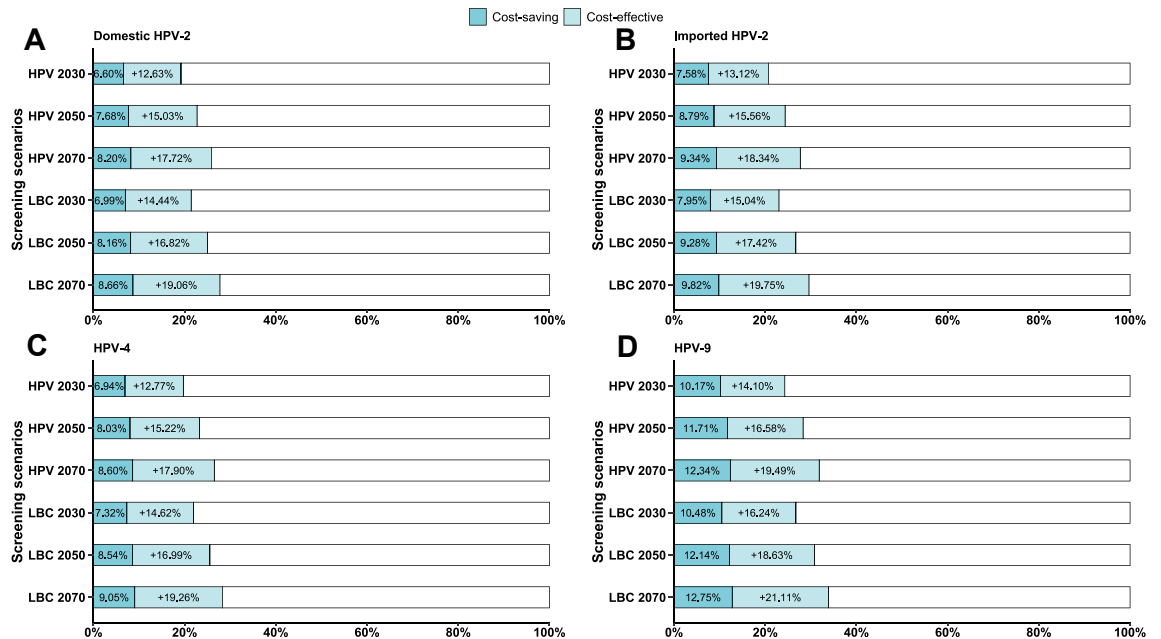 Cost-saving Cost-effective
A Domestic HPV-2
Screening scenarios
HPV 2030 6.60% +12.63%
HPV 2050 7.68% +15.03%
HPV 2070 8.20% +17.72%
LBC 2030 6.99% +14.44%
LBC 2050 8.16% +16.82%
LBC 2070 8.66% +19.06%
0% 20% 40% 60% 80% 100%
B Imported HPV-2
Screening scenarios
HPV 2030 7.58% +13.12%
HPV 2050 8.79% +15.56%
HPV 2070 9.34% +18.34%
LBC 2030 7.95% +15.04%
LBC 2050 9.28% +17.42%
LBC 2070 9.82% +19.75%
0% 20% 40% 60% 80% 100%
C HPV-4
Screening scenarios
HPV 2030 6.94% +12.77%
HPV 2050 8.03% +15.22%
HPV 2070 8.60% +17.90%
LBC 2030 7.32% +14.62%
LBC 2050 8.54% +16.99%
LBC 2070 9.05% +19.26%
0% 20% 40% 60% 80% 100%
D HPV-9
Screening scenarios
HPV 2030 10.17% +14.10%
HPV 2050 11.71% +16.58%
HPV 2070 12.34% +19.49%
LBC 2030 10.48% +16.24%
LBC 2050 12.14% +18.63%
LBC 2070 12.75% +21.11%
0% 20% 40% 60% 80% 100%